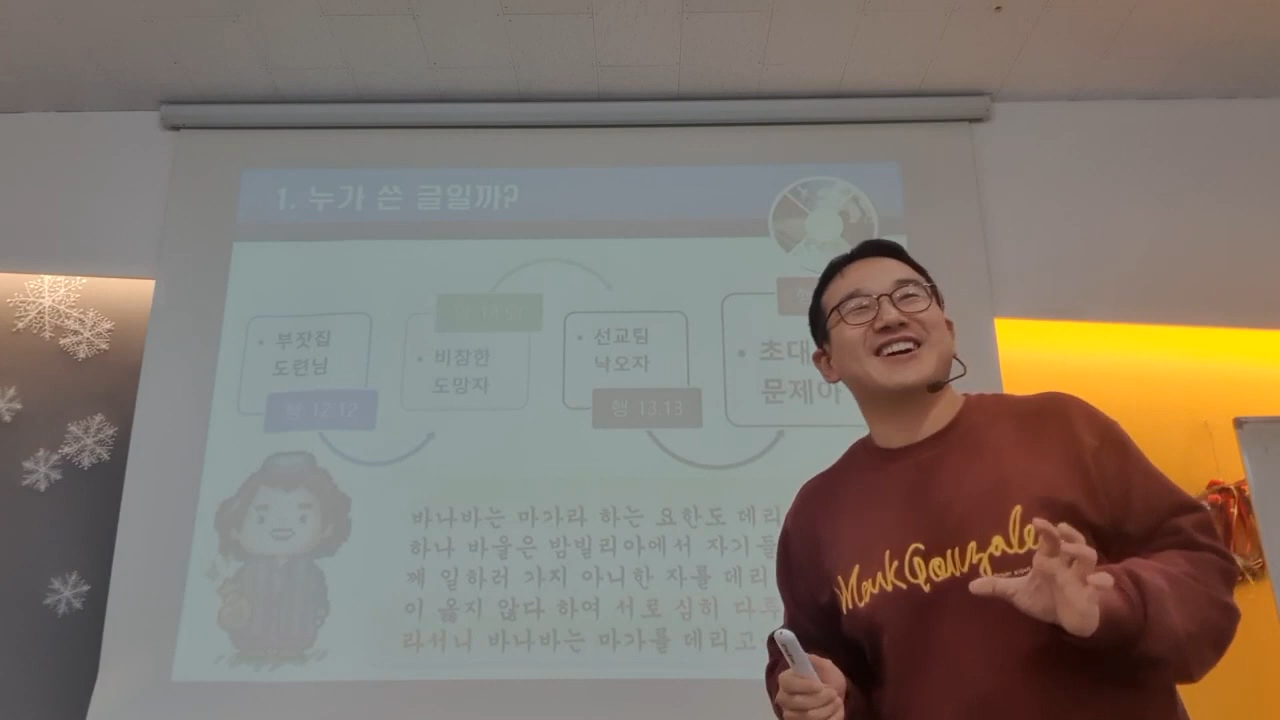 1. 누가 쓴 글일까?
• 부잣집
도련님
행 12:12
• 비장한
도망자
• 선교팀
낙오자
행 13:13
• 초대
문제아
바나바는 마가라 하는 요한도 데리
하나 바울은 밤빌리아에서 자기들
께 일하러 가지 아니한 자를 데리
이 옳지 않다 하여 서로 심히 다투
라서니 바나바는 마가를 데리고
Mark Gonzales